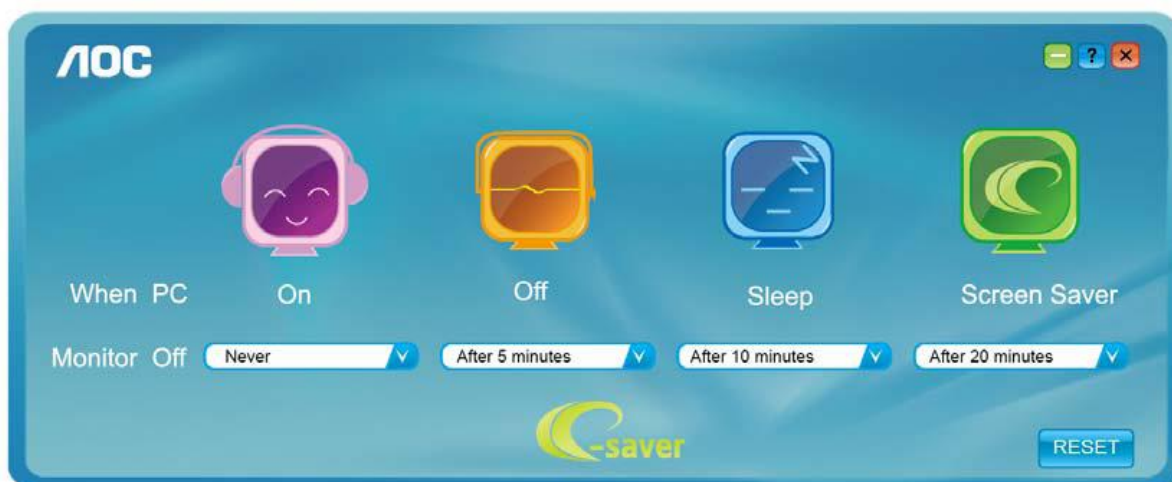 AOC
?
When PC On Off Sleep Screen Saver
Monitor Off Never After 5 minutes After 10 minutes After 20 minutes
e-saver
RESET